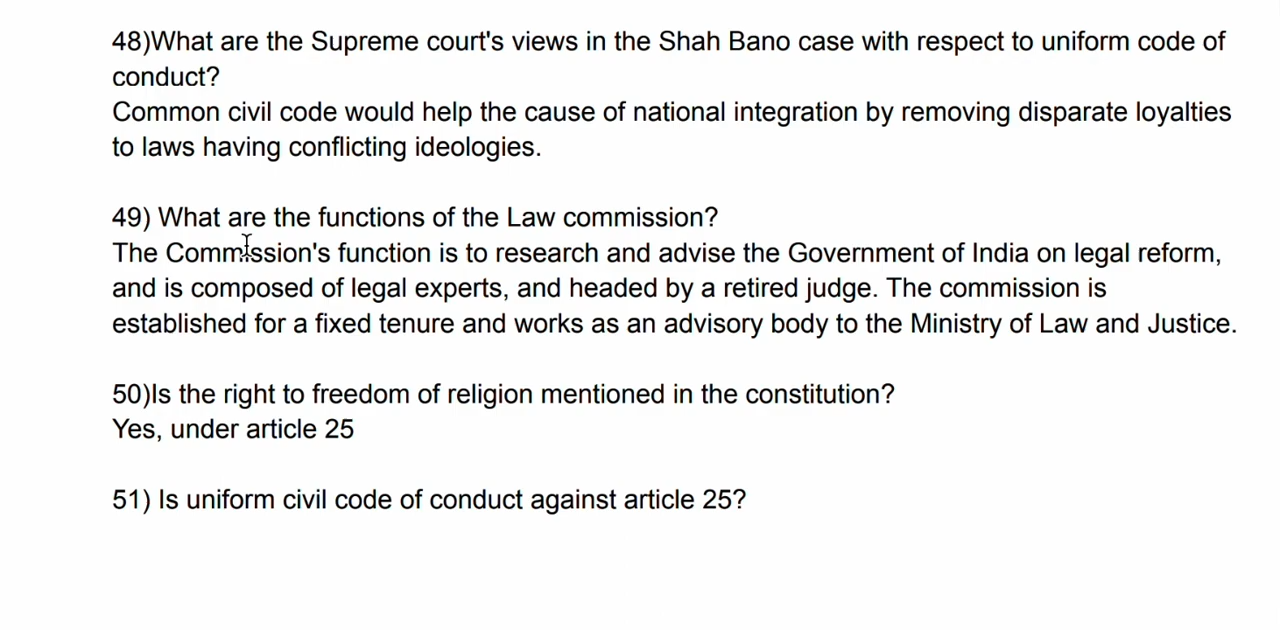 48)What are the Supreme court's views in the Shah Bano case with respect to uniform code of
conduct?
Common civil code would help the cause of national integration by removing disparate loyalties
to laws having conflicting ideologies.
49) What are the functions of the Law commission?
The Commission's function is to research and advise the Government of India on legal reform,
and is composed of legal experts, and headed by a retired judge. The commission is
established for a fixed tenure and works as an advisory body to the Ministry of Law and Justice.
50)Is the right to freedom of religion mentioned in the constitution?
Yes, under article 25
51) Is uniform civil code of conduct against article 25?